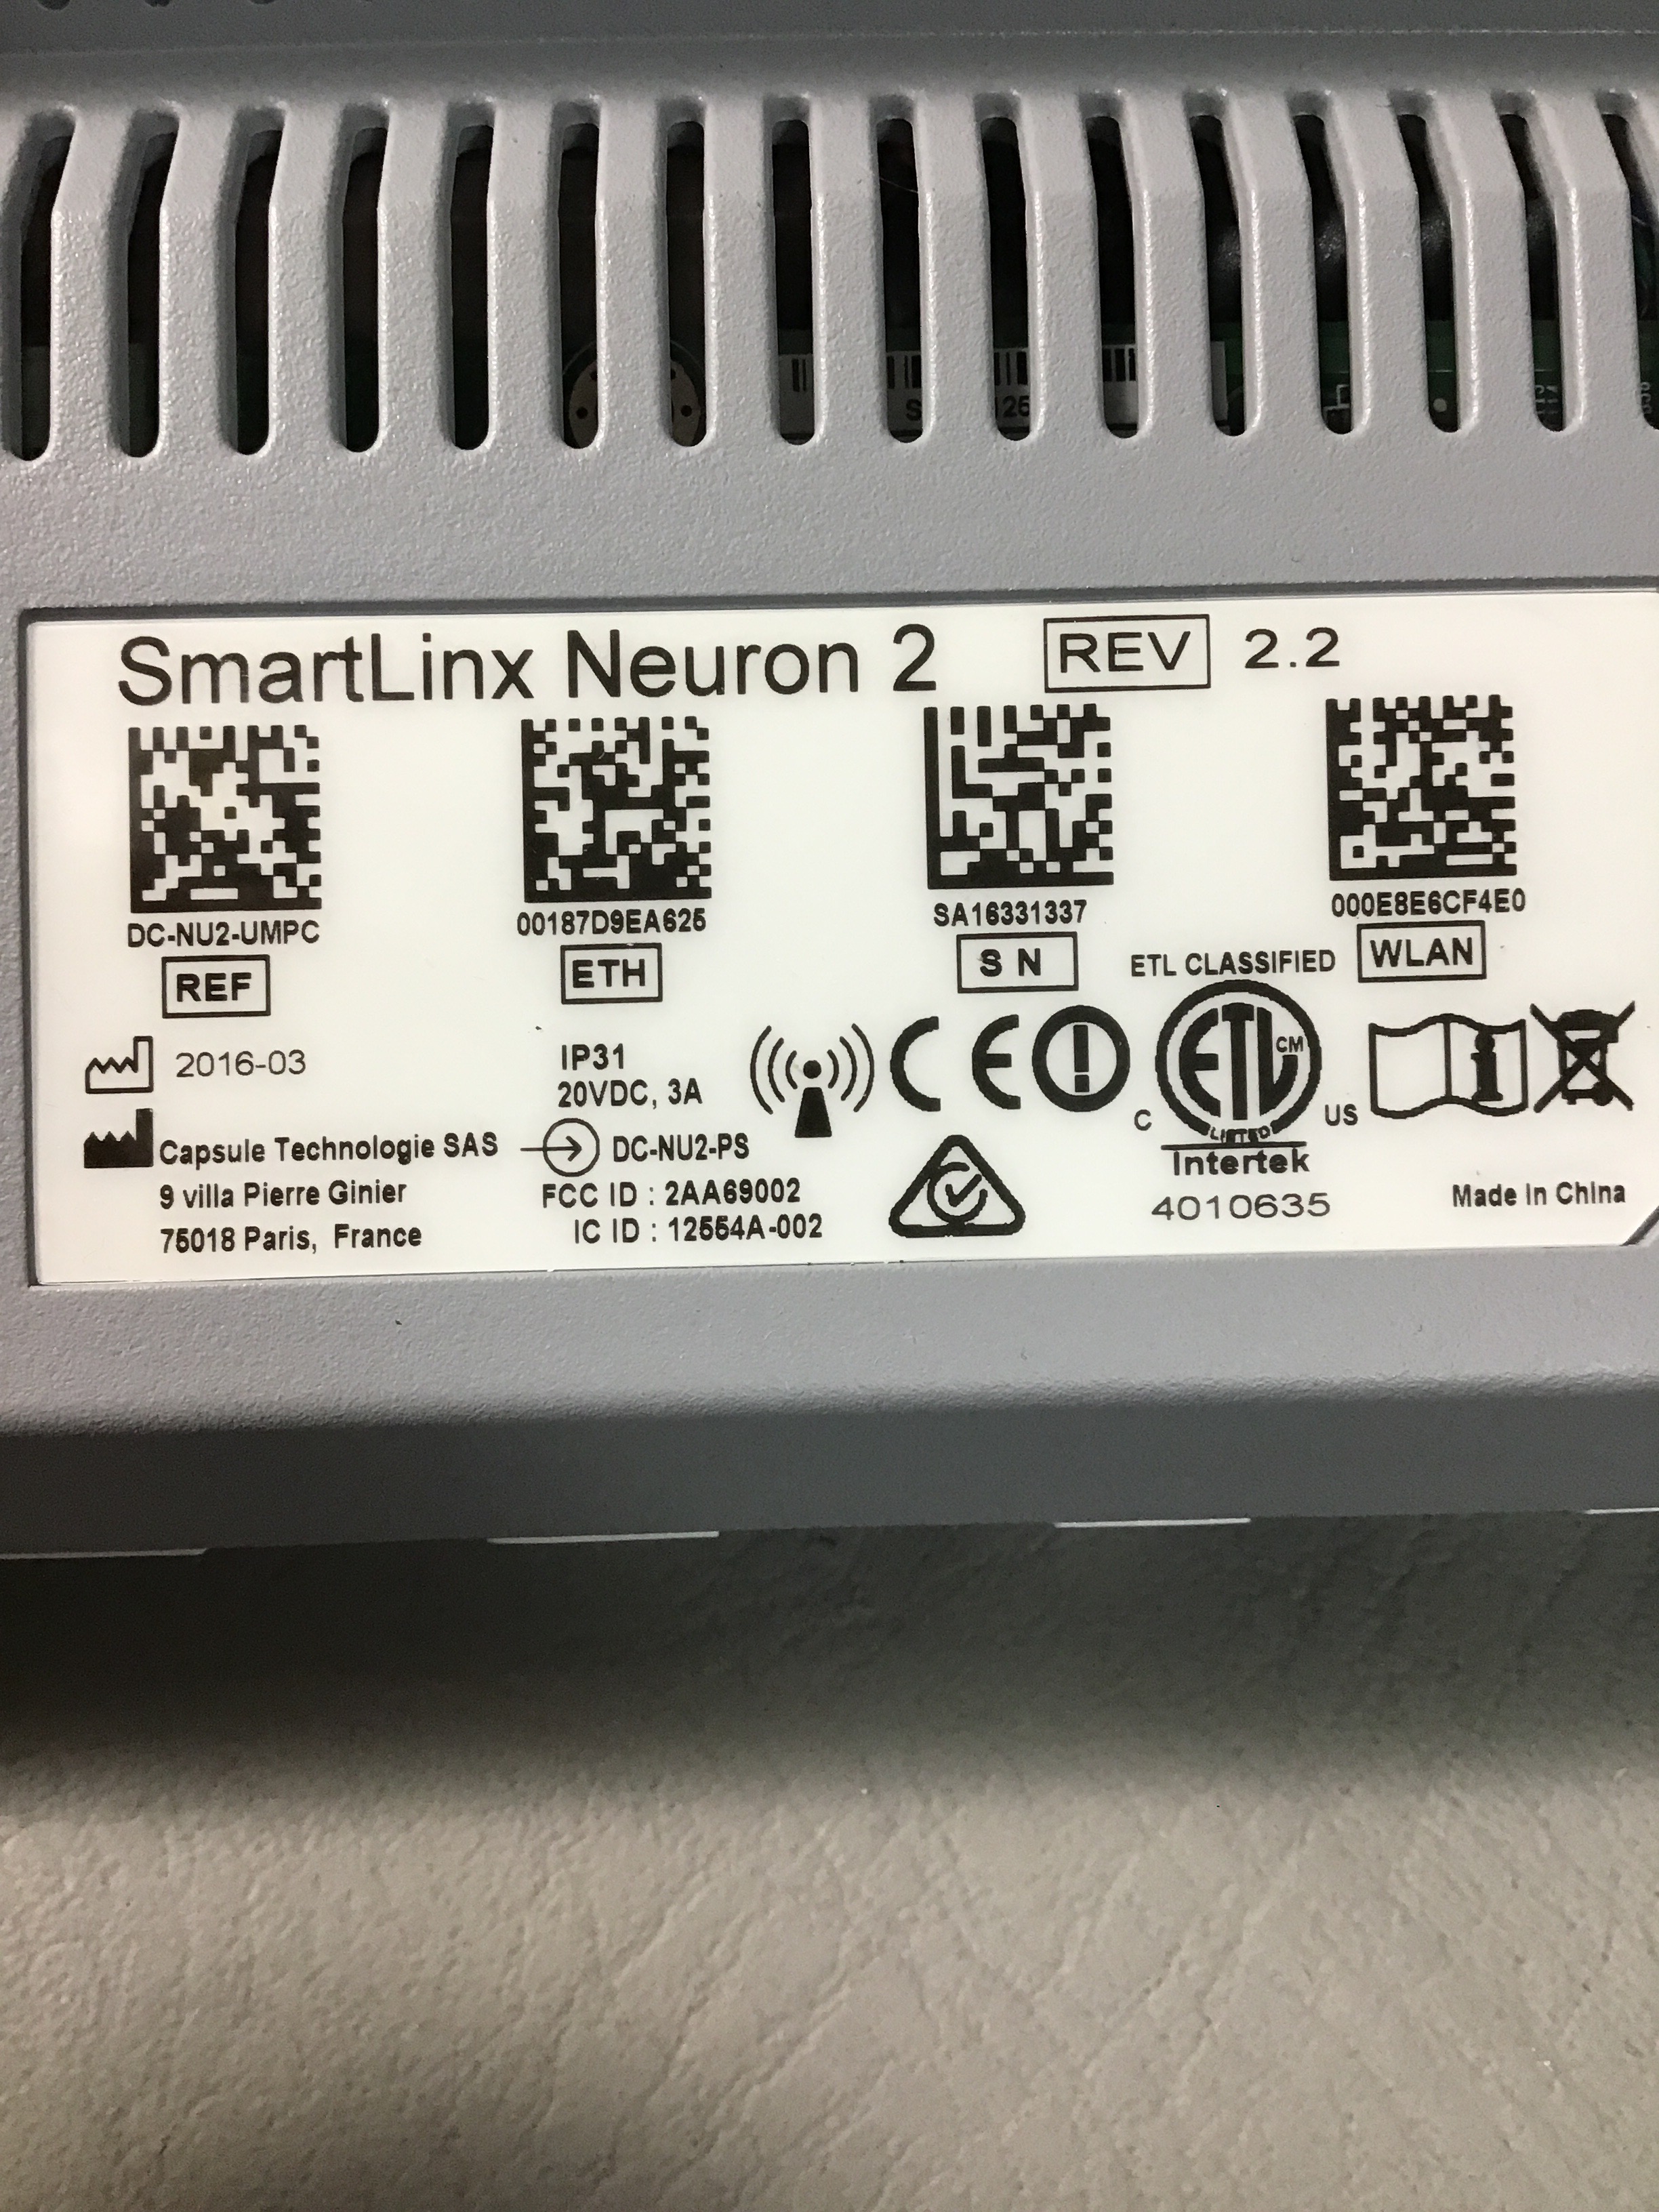 SmartLinx Neuron 2 REV 2.2
DC-NU2-UMPC
REF
00187D9EA625
ETH
SA16331337
SN
000E8E6CF4E0
WLAN
2016-03
Capsule Technologie SAS
9 villa Pierre Ginier
75018 Paris, France
IP31
20VDC, 3A
DC-NU2-PS
FCC ID : 2AA69002
IC ID : 12554A-002
CE
ETL CLASSIFIED
ETL CM
LISTED
C US
Intertek
4010635
Made In China